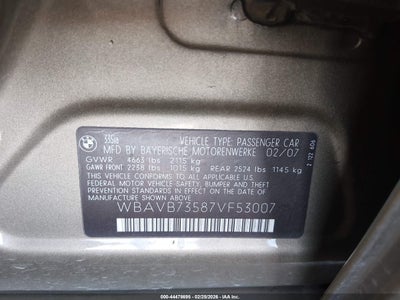 BMW
335i
VEHICLE TYPE: PASSENGER CAR
MFD BY BAYERISCHE MOTORENWERKE 02/07
GVWR 4663 lbs 2115 kg
GAWR FRONT 2238 lbs 1015 kg REAR 2524 lbs 1145 kg
THIS VEHICLE CONFORMS TO ALL APPLICABLE
FEDERAL MOTOR VEHICLE SAFETY, BUMPER, AND
THEFT PREVENTION STANDARDS IN EFFECT
ON THE DATE OF MANUFACTURE SHOWN ABOVE.
WBAVB73587VF53007
000-44478695 - 02/28/2026 - IAA Inc.